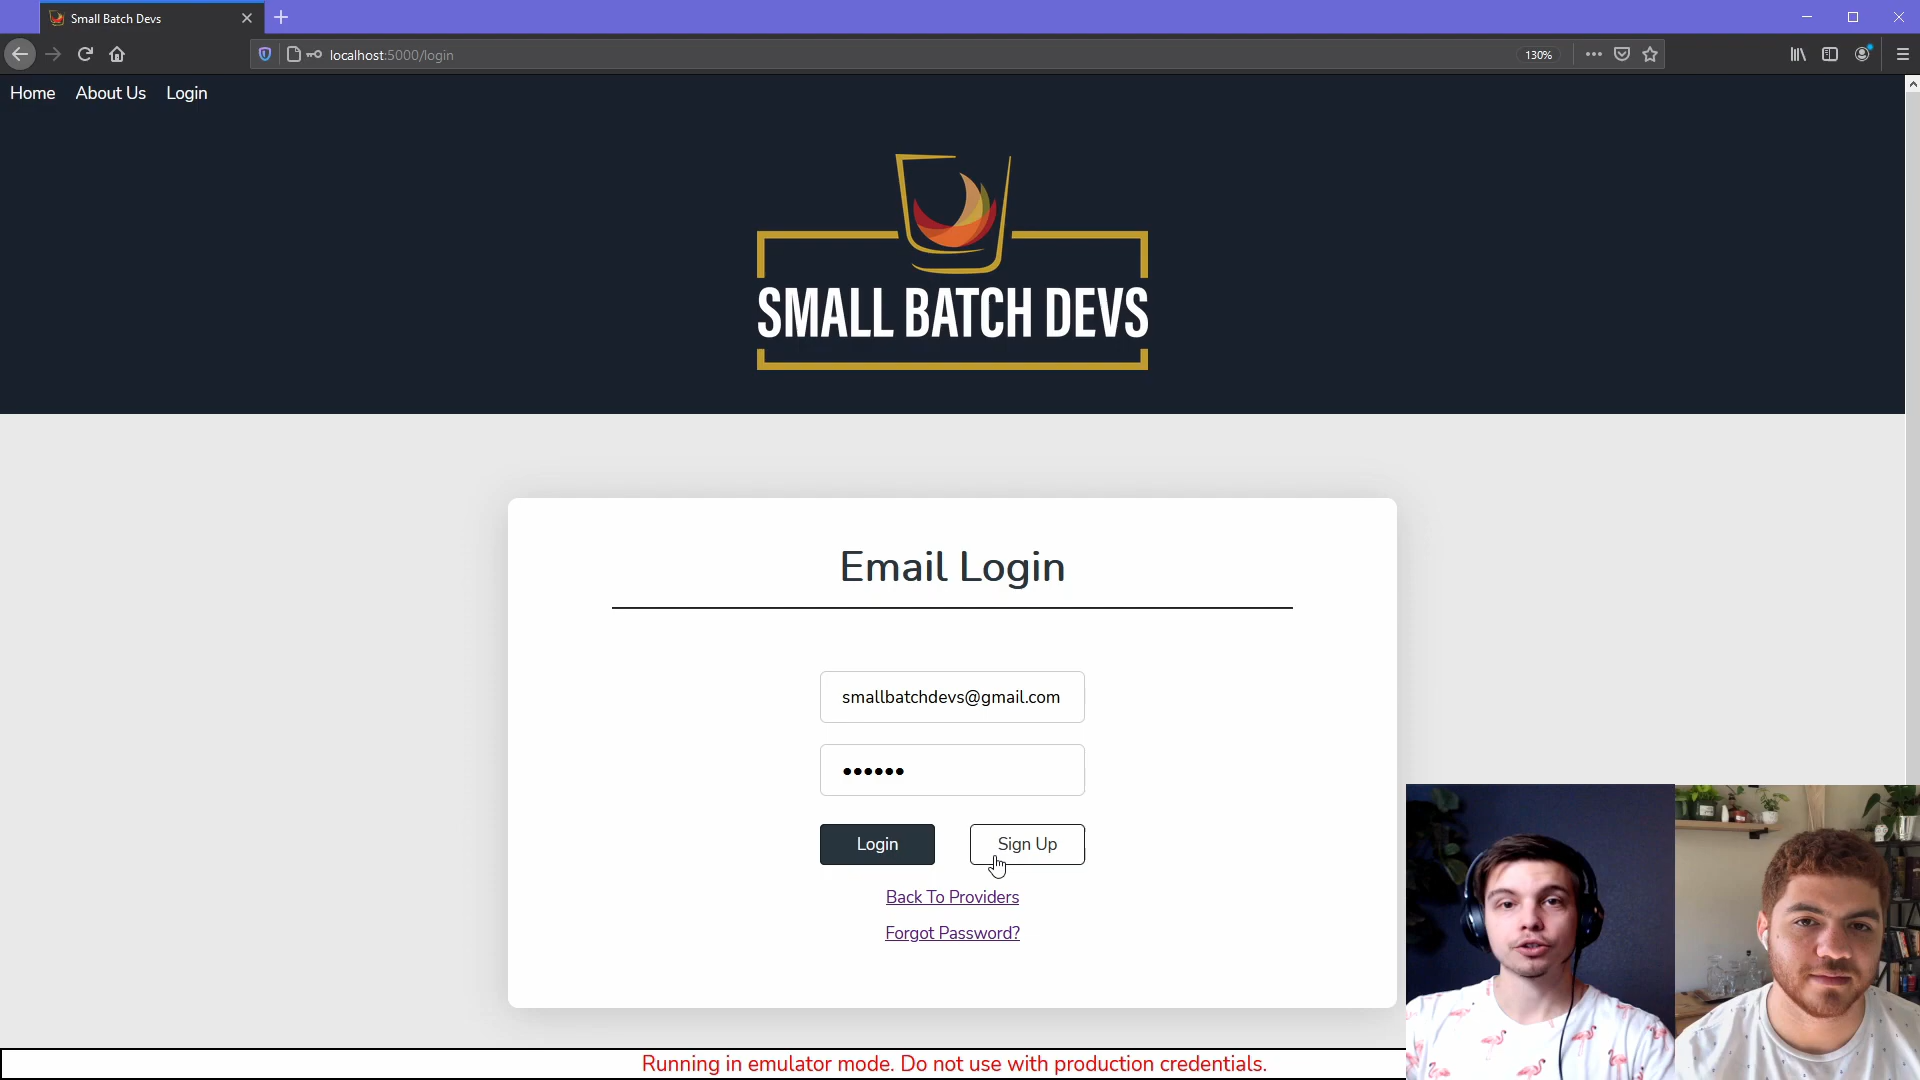 Small Batch Devs
localhost:5000/login
130%
Home About Us Login
SMALL BATCH DEVS
Email Login
smallbatchdevs@gmail.com
••••••
Login Sign Up
Back To Providers
Forgot Password?
Running in emulator mode. Do not use with production credentials.